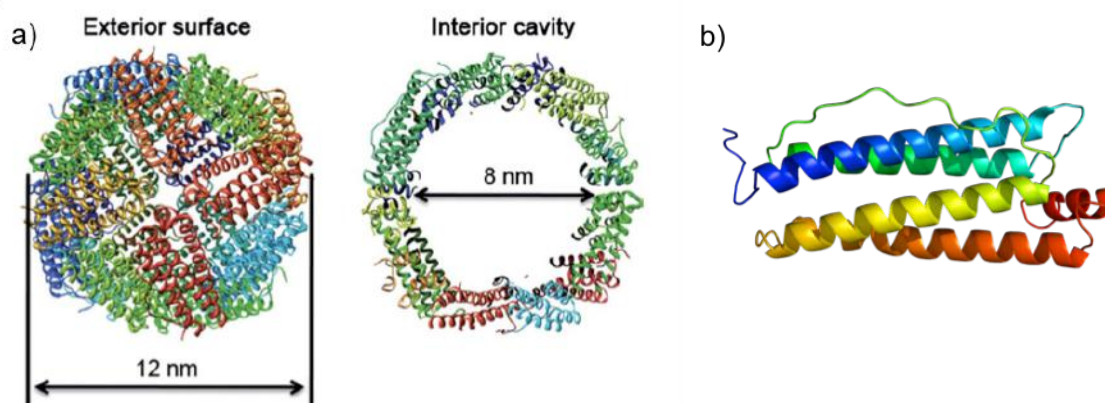 a)
Exterior surface
Interior cavity
b)
8 nm
12 nm